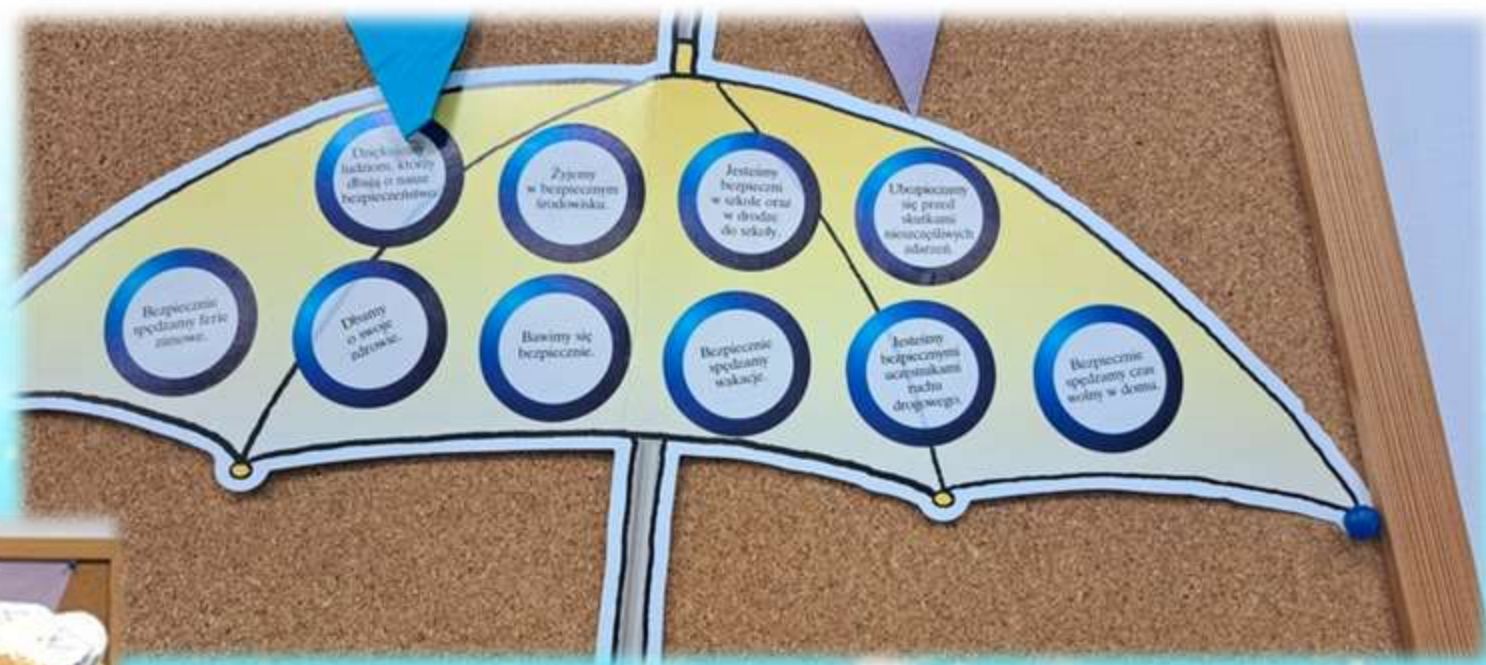 Dziękujemy
ludziom, którzy
dbają o nasze
bezpieczeństwo.
Żyjemy
w bezpiecznym
środowisku.
Jesteśmy
bezpieczni
w szkole oraz
w drodze
do szkoły.
Ubezpieczamy
się przed
skutkami
nieszczęśliwych
zdarzeń.
Bezpiecznie
spędzamy ferie
zimowe.
Dbamy
o swoje
zdrowie.
Bawimy się
bezpiecznie.
Bezpiecznie
spędzamy
wakacje.
Jesteśmy
bezpiecznymi
uczestnikami
ruchu
drogowego.
Bezpiecznie
spędzamy czas
wolny w domu.